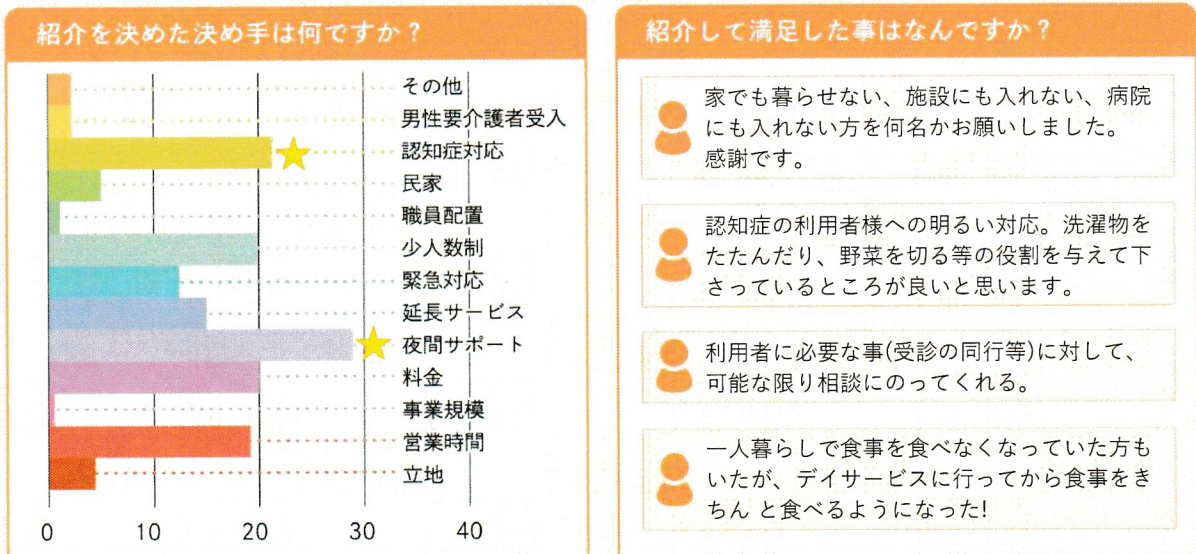 紹介を決めた決め手は何ですか？
その他
男性要介護者受入
認知症対応
民家
職員配置
少人数制
緊急対応
延長サービス
夜間サポート
料金
事業規模
営業時間
立地
0 10 20 30 40
紹介して満足した事はなんですか？
家でも暮らせない、施設にも入れない、病院
にも入れない方を何名かお願いしました。
感謝です。
認知症の利用者様への明るい対応。洗濯物を
たたんだり、野菜を切る等の役割を与えて下
さっているところが良いと思います。
利用者に必要な事(受診の同行等)に対して、
可能な限り相談にのってくれる。
一人暮らしで食事を食べなくなっていた方も
いたが、デイサービスに行ってから食事をき
ちん と食べるようになった!